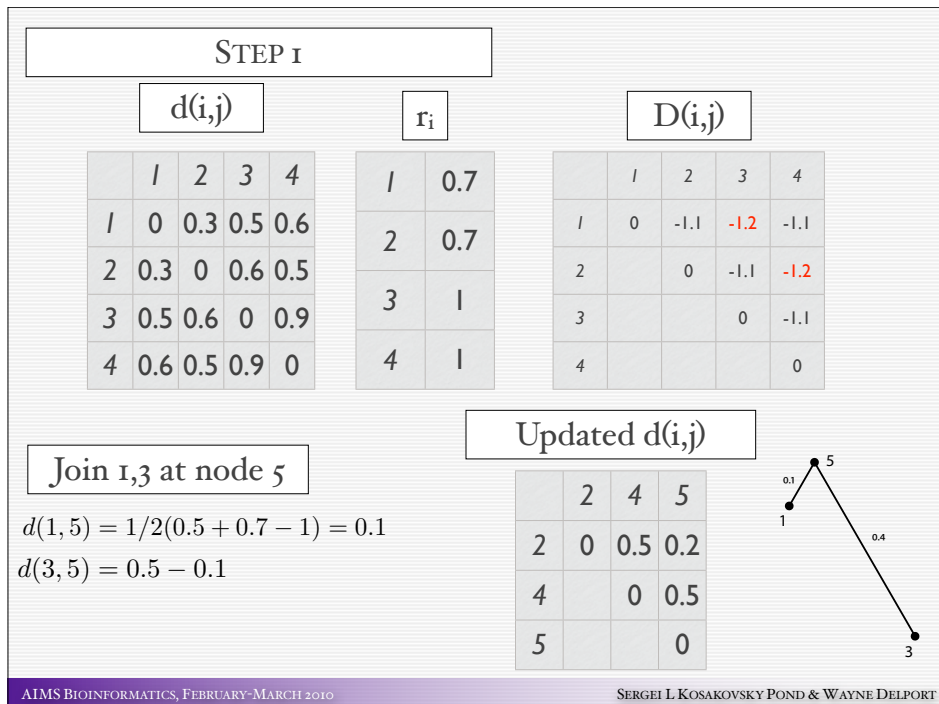 STEP 1
d(i,j)
1 2 3 4
1 0 0.3 0.5 0.6
2 0.3 0 0.6 0.5
3 0.5 0.6 0 0.9
4 0.6 0.5 0.9 0
r_i
1 0.7
2 0.7
3 1
4 1
D(i,j)
1 2 3 4
1 0 -1.1 -1.2 -1.1
2 0 -1.1 -1.2
3 0 -1.1
4 0
Join 1,3 at node 5
d(1, 5) = 1/2(0.5 + 0.7 − 1) = 0.1
d(3, 5) = 0.5 − 0.1
Updated d(i,j)
2 4 5
2 0 0.5 0.2
4 0 0.5
5 0
5
0.1
1
0.4
3
AIMS BIOINFORMATICS, FEBRUARY-MARCH 2010
SERGEI L KOSAKOVSKY POND & WAYNE DELPORT